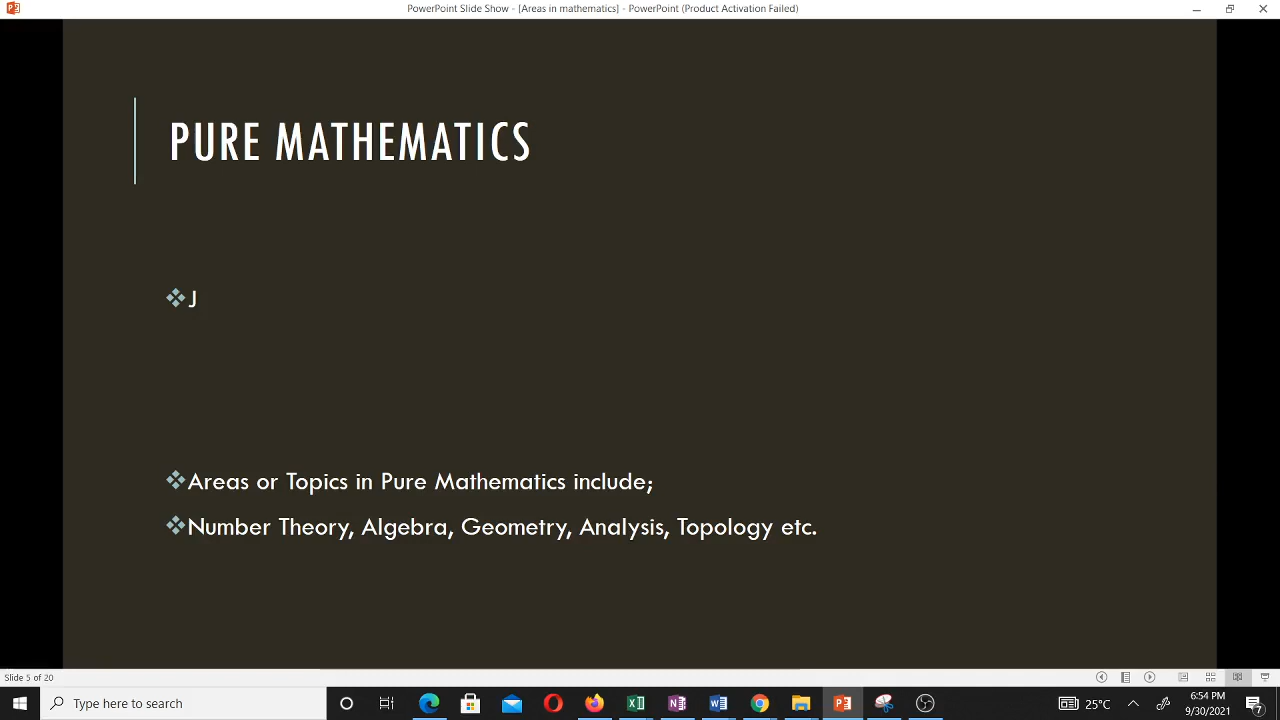 PowerPoint Slide Show - [Areas in mathematics] - PowerPoint (Product Activation Failed)
PURE MATHEMATICS
❖J
❖Areas or Topics in Pure Mathematics include;
❖Number Theory, Algebra, Geometry, Analysis, Topology etc.
Slide 5 of 20
Type here to search
25°C
6:54 PM
9/30/2021
7